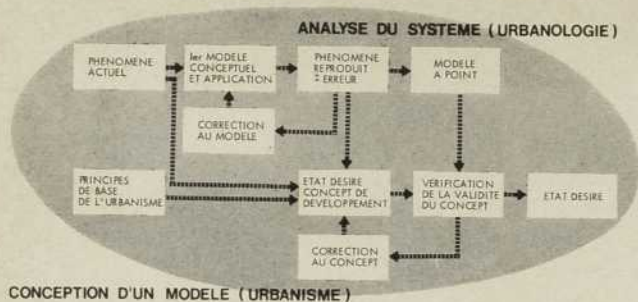 ANALYSE DU SYSTEME (URBANOLOGIE)
PHENOMENE
ACTUEL
1er MODELE
CONCEPTUEL
ET APPLICATION
PHENOMENE
REPRODUIT
± ERREUR
MODELE
A POINT
CORRECTION
AU MODELE
PRINCIPES
DE BASE
DE L'URBANISME
ETAT DESIRE
CONCEPT DE
DEVELOPPEMENT
VERIFICATION
DE LA VALIDITE
DU CONCEPT
ETAT DESIRE
CORRECTION
AU CONCEPT
CONCEPTION D'UN MODELE (URBANISME)